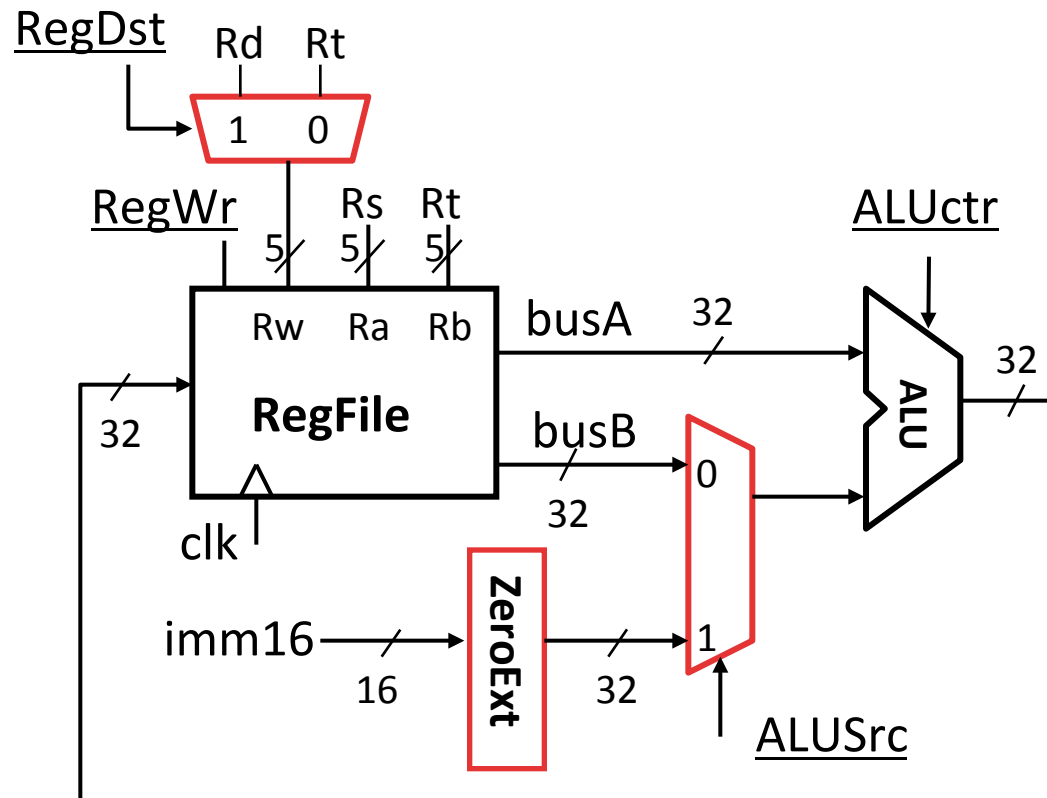 RegDst
Rd Rt
1 0
RegWr
Rs Rt
ALUctr
5 5 5
Rw Ra Rb
busA
32
32
32
RegFile
busB
ALU
0
32
clk
ZeroExt
imm16
1
16
32
ALUSrc